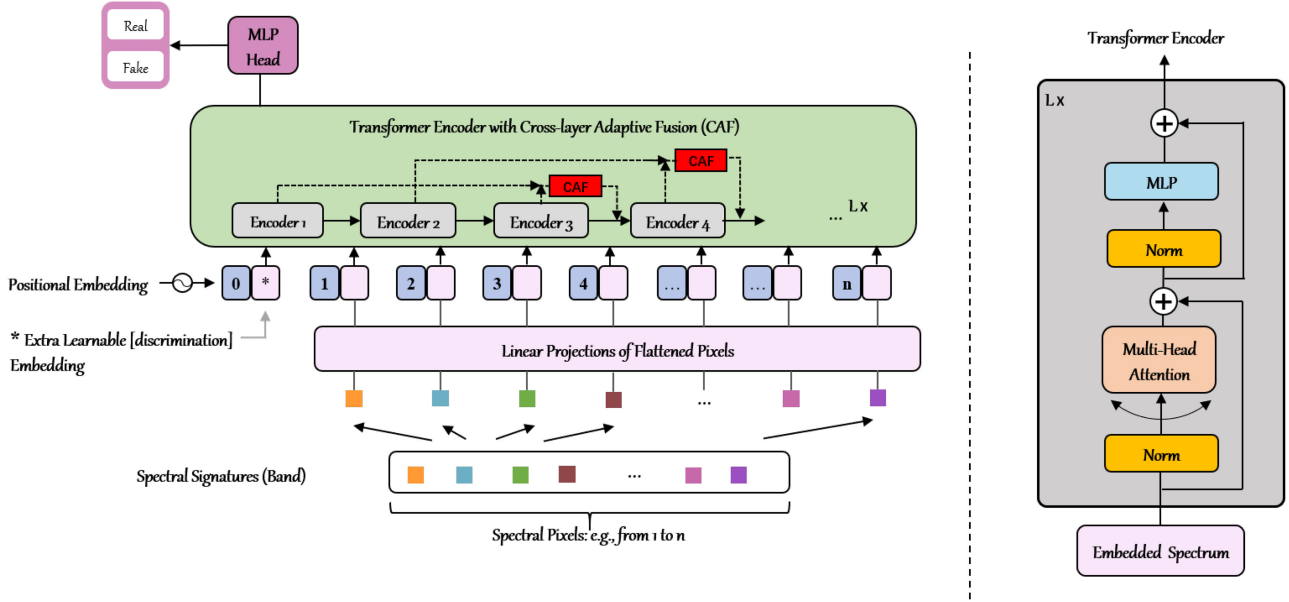 Real
Fake
MLP
Head
Transformer Encoder with Cross-layer Adaptive Fusion (CAF)
CAF
CAF
Encoder 1
Encoder 2
Encoder 3
Encoder 4
... L x
Positional Embedding
0 *
1
2
3
4
...
...
n
* Extra Learnable [discrimination]
Embedding
Linear Projections of Flattened Pixels
...
Spectral Signatures (Band)
...
Spectral Pixels: e.g., from 1 to n
Transformer Encoder
L x
+
MLP
Norm
+
Multi-Head
Attention
Norm
Embedded Spectrum